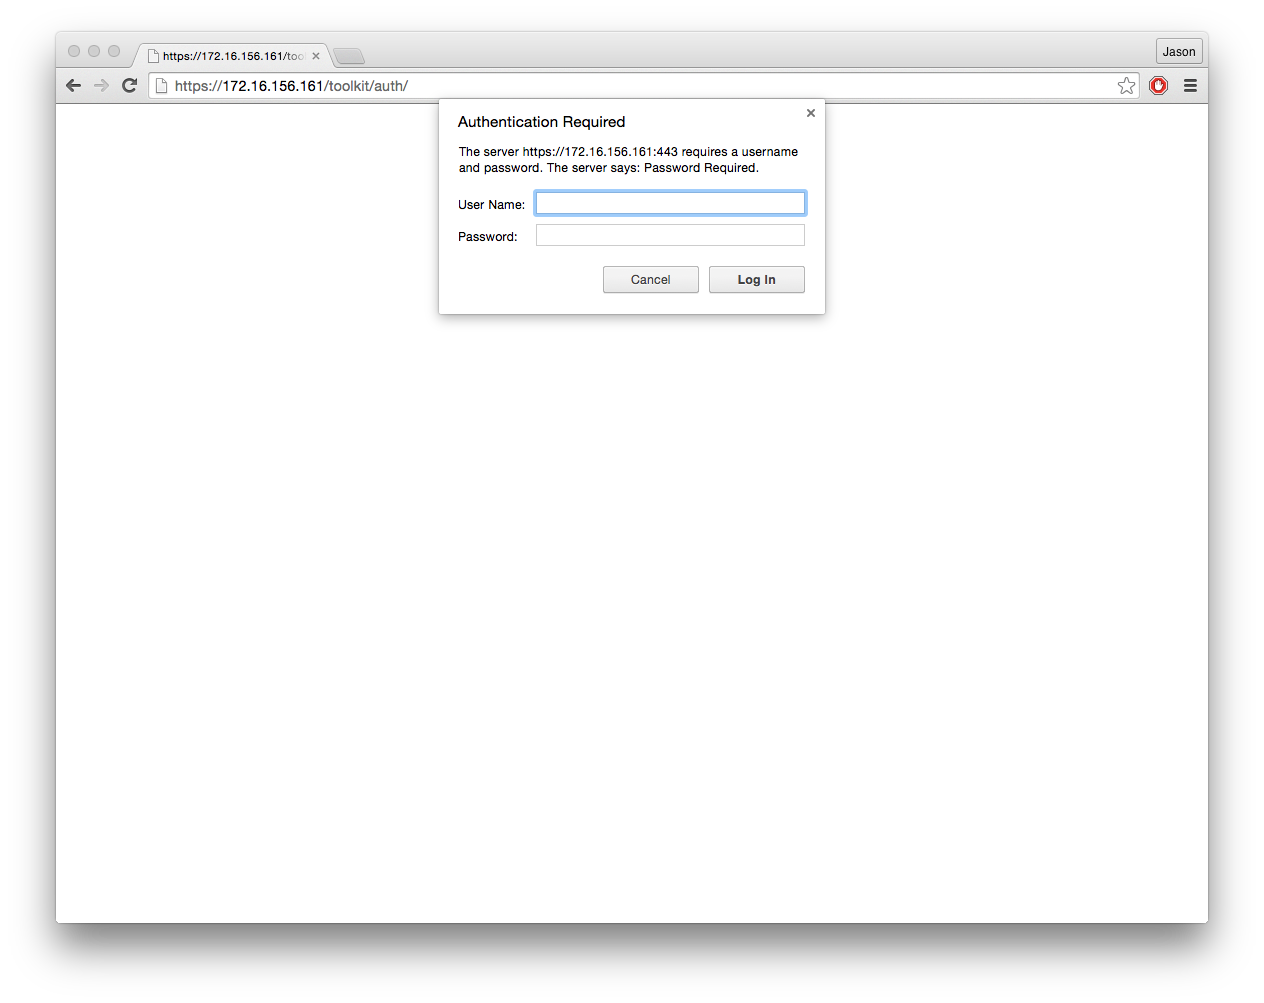 https://172.16.156.161/too
Jason
https://172.16.156.161/toolkit/auth/
Authentication Required
The server https://172.16.156.161:443 requires a username
and password. The server says: Password Required.
User Name:
Password:
Cancel
Log In